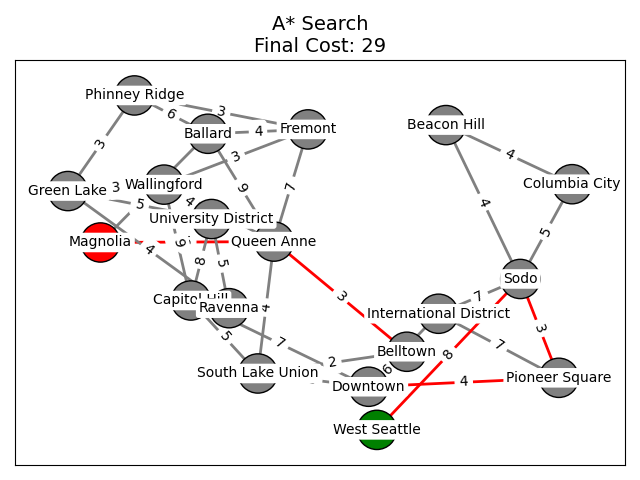 A* Search
Final Cost: 29
Phinney Ridge
3
6
Beacon Hill
Fremont
Ballard
4
3
4
3
Columbia City
Wallingford
Green Lake
3
9
7
5
4
4
University District
5
Magnolia
Queen Anne
9
4
8
5
Sodo
7
3
Capitol Hill
Ravenna
4
International District
3
5
7
7
Belltown
8
2
6
South Lake Union
Pioneer Square
Downtown
4
West Seattle